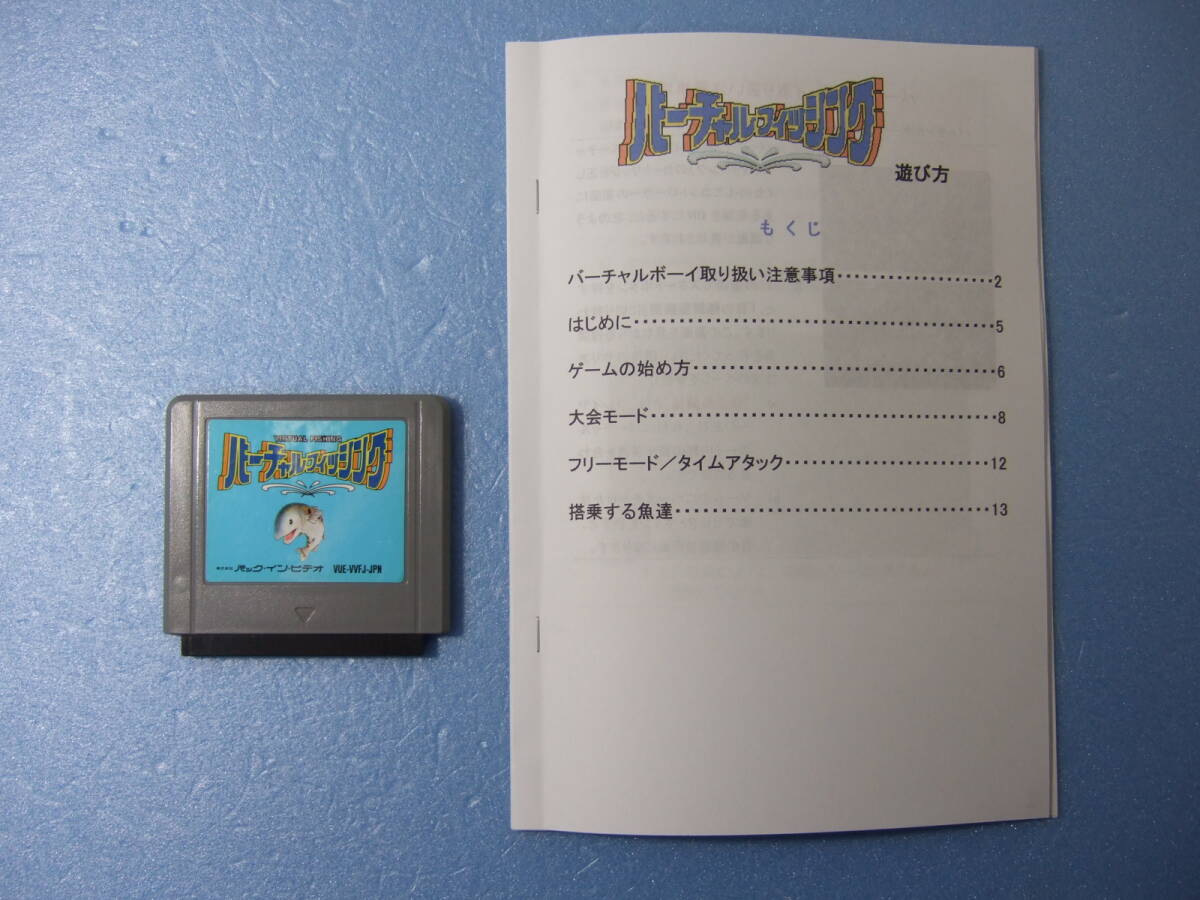 VIRTUAL FISHING
バーチャルフィッシング
株式会社 パック・イン・ビデオ VUE-VVFJ-JPN
バーチャルフィッシング
遊び方
もくじ
バーチャルボーイ取り扱い注意事項・・・・・・・・・・・・・・・・・・2
はじめに・・・・・・・・・・・・・・・・・・・・・・・・・・・・・・・・・・・・・・・・5
ゲームの始め方・・・・・・・・・・・・・・・・・・・・・・・・・・・・・・・・・・6
大会モード・・・・・・・・・・・・・・・・・・・・・・・・・・・・・・・・・・・・・・8
フリーモード／タイムアタック・・・・・・・・・・・・・・・・・・・・・・・12
搭乗する魚達・・・・・・・・・・・・・・・・・・・・・・・・・・・・・・・・・・・13